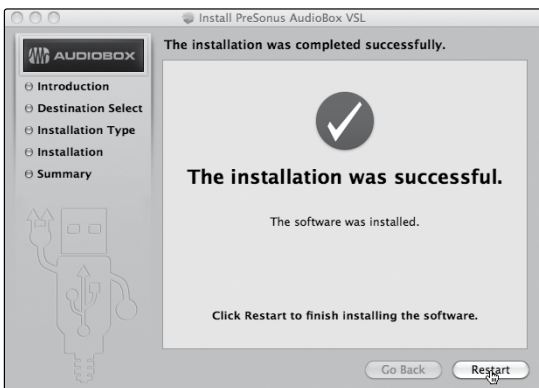 Install PreSonus AudioBox VSL
AUDIOBOX
The installation was completed successfully.
Introduction
Destination Select
Installation Type
Installation
Summary
The installation was successful.
The software was installed.
Click Restart to finish installing the software.
Go Back
Restart